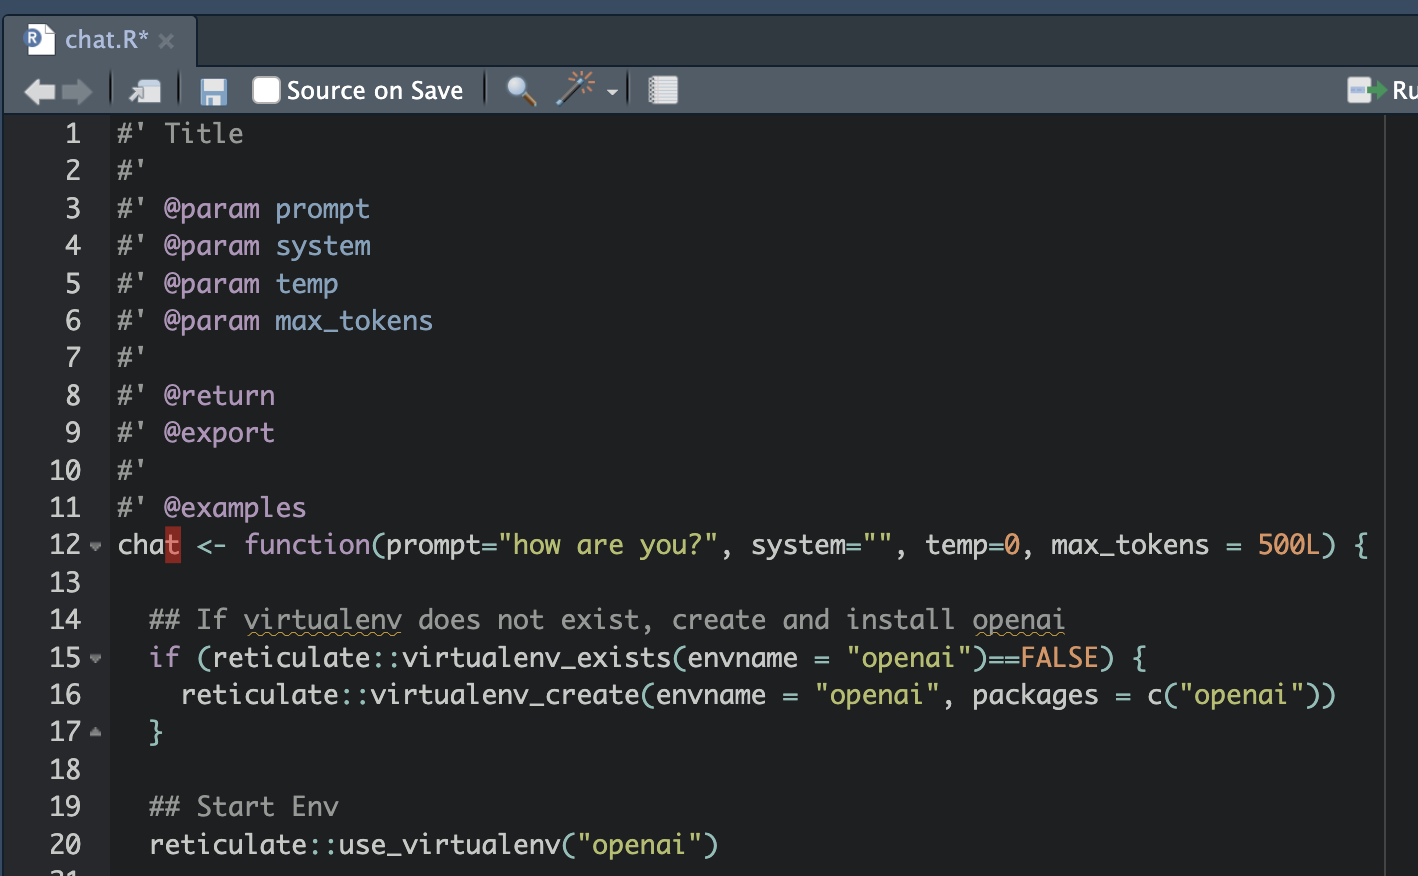 R chat.R* ×
Source on Save
Ru
1 #' Title
2 #'
3 #' @param prompt
4 #' @param system
5 #' @param temp
6 #' @param max_tokens
7 #'
8 #' @return
9 #' @export
10 #'
11 #' @examples
12 chat <- function(prompt="how are you?", system="", temp=0, max_tokens = 500L) {
13
14   ## If virtualenv does not exist, create and install openai
15   if (reticulate::virtualenv_exists(envname = "openai")==FALSE) {
16     reticulate::virtualenv_create(envname = "openai", packages = c("openai"))
17   }
18
19   ## Start Env
20   reticulate::use_virtualenv("openai")